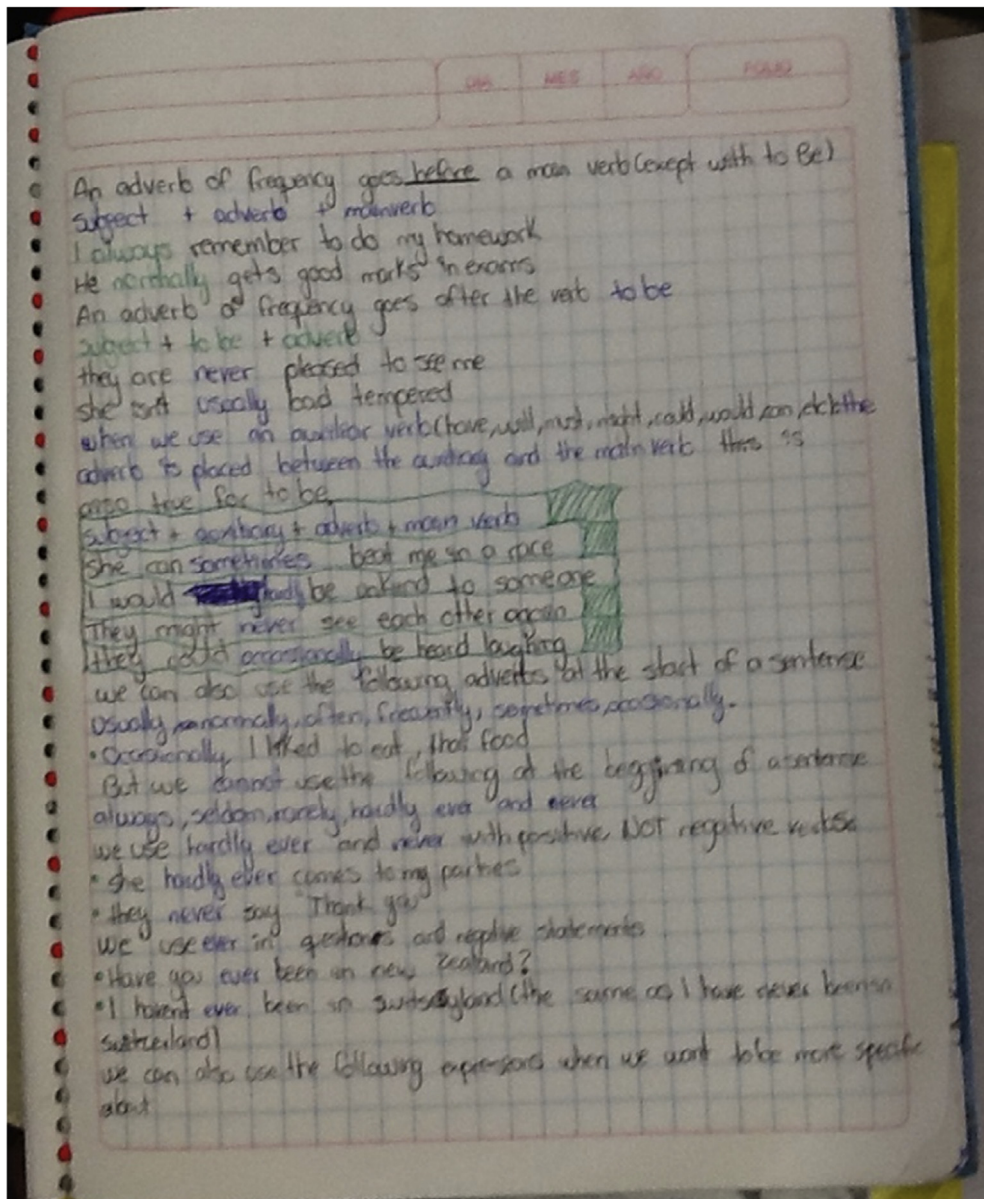 DIA MES AÑO FOLIO
An adverb of frequency goes before a main verb (except with to Be)
subject + adverb + mainverb
I always remember to do my homework
He normally gets good marks in exams
An adverb of frequency goes after the verb to be
subject + to be + adverb
they are never pleased to see me
she isn't usually bad tempered
when we use an auxiliar verb (have, will, must, might, could, would, can, etc) the
adverb is placed between the auxiliary and the main verb this is
true for to be
subject + auxiliary + adverb + main verb
she can sometimes beat me in a race
I would be unkind to someone
They might never see each other again
they could occasionally be heard laughing
we can also use the following adverbs at the start of a sentence
Usually, normally, often, frecuently, sometimes, occasionally.
• Occasionally, I liked to eat, thai food
But we cannot use the following at the beggining of a sentence
always, seldom, rarely, hardly ever and never
we use hardly ever and never with positive, NOT negative verbs
• She hardly ever comes to my parties
• they never say "Thank you"
we use ever in questions and negative statements
• Have you ever been in new Zealand?
• I havent ever been in (the same as I have never been in
Switzerland)
we can also use the following expressions when we want to be more specific
about